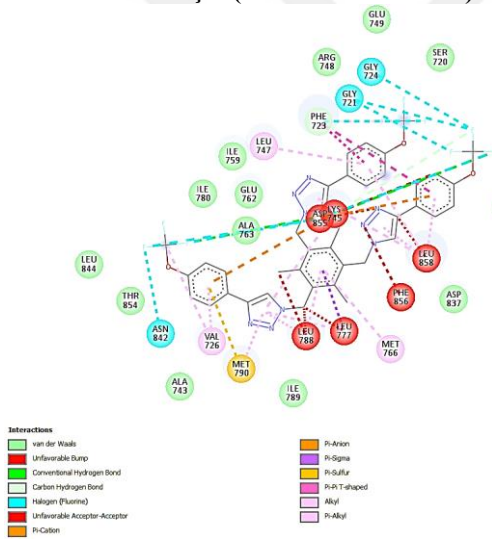 GLU
749
ARG
748
GLY
724
SER
720
GLY
721
PHE
723
O
LEU
747
ILE
759
O
ILE
780
GLU
762
LYS
745
ASP
855
ALA
763
LEU
858
LEU
844
O
THR
854
PHE
856
ASP
837
ASN
842
VAL
726
LEU
788
LEU
777
MET
766
MET
790
ALA
743
ILE
789
Interactions
van der Waals
Unfavorable Bump
Conventional Hydrogen Bond
Carbon Hydrogen Bond
Halogen (Fluorine)
Unfavorable Acceptor-Acceptor
Pi-Cation
Pi-Anion
Pi-Sigma
Pi-Sulfur
Pi-Pi T-shaped
Alkyl
Pi-Alkyl